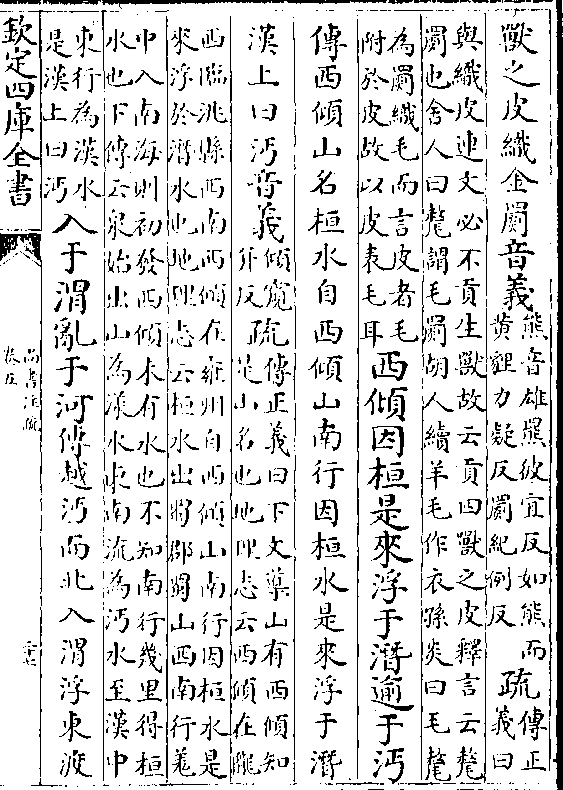 獸之皮織金罽音義熊音雄羆彼宜反如熊而
黄貍力疑反罽紀例反疏傳正
義曰
與織皮連文必不貢生獸故云貢四獸之皮釋言云氂
罽也舍人曰氂謂毛罽胡人續羊毛作衣孫炎曰毛氂
為罽織毛而言皮者毛
附於皮故以皮表毛耳西傾因桓是來浮于潛逾于沔
傳西傾山名桓水自西傾山南行因桓水是來浮于潛
漢上曰沔音義傾窺
井反疏傳正義曰下文導山有西傾知
是山名也地理志云西傾在隴
西臨洮縣西南西傾在雍州自西傾山南行因桓水是
來浮於潛水也地理志云桓水出將郡蜀山西南行羌
中入南海則初發西傾未有水也不知南行幾里得桓
水也下傳云泉始出山為漾水東南流為沔水至漢中
東行為漢水
是漢上曰沔入于渭亂于河傳越沔而北入渭浮東渡
欽定四庫全書
尚書注疏
卷五